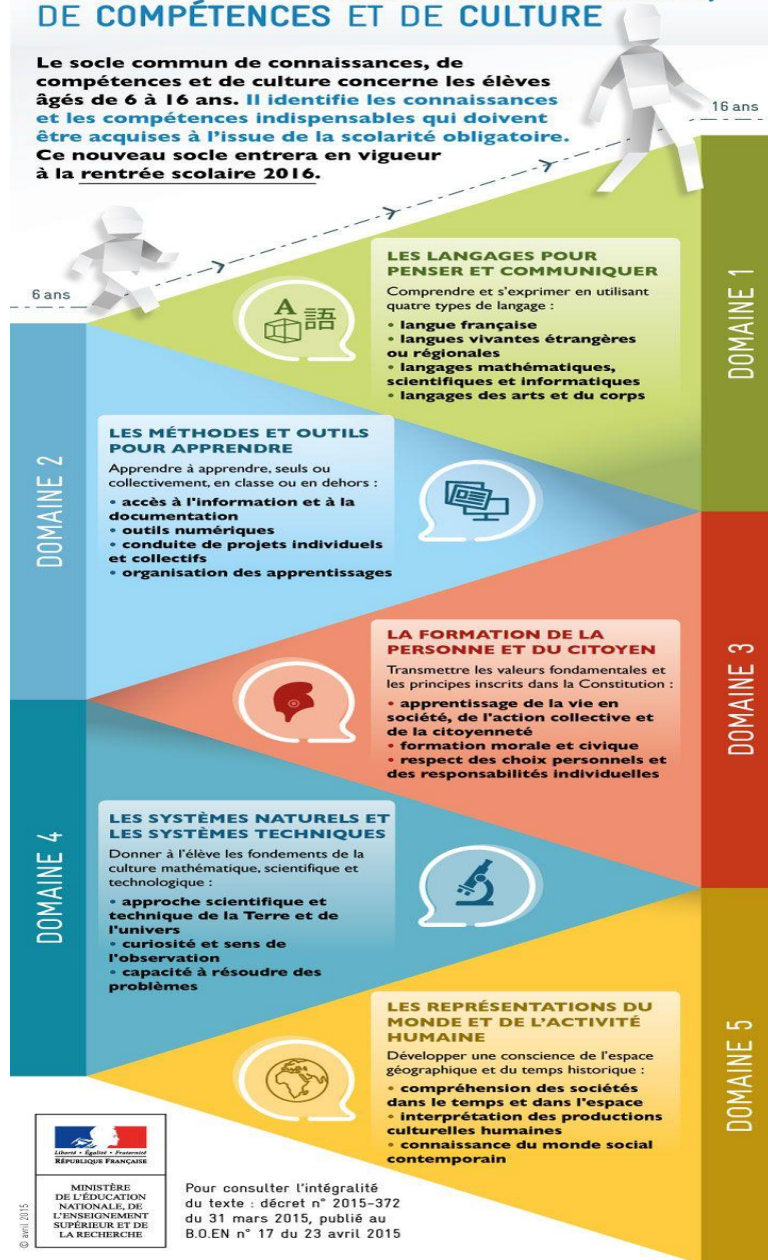 DE COMPÉTENCES ET DE CULTURE
Le socle commun de connaissances, de
compétences et de culture concerne les élèves
âgés de 6 à 16 ans. Il identifie les connaissances
et les compétences indispensables qui doivent
être acquises à l'issue de la scolarité obligatoire.
Ce nouveau socle entrera en vigueur
à la rentrée scolaire 2016.
16 ans
6 ans
DOMAINE 1
LES LANGAGES POUR
PENSER ET COMMUNIQUER
Comprendre et s'exprimer en utilisant
quatre types de langage :
• langue française
• langues vivantes étrangères
ou régionales
• langages mathématiques,
scientifiques et informatiques
• langages des arts et du corps
A 語
DOMAINE 2
LES MÉTHODES ET OUTILS
POUR APPRENDRE
Apprendre à apprendre, seuls ou
collectivement, en classe ou en dehors :
• accès à l'information et à la
documentation
• outils numériques
• conduite de projets individuels
et collectifs
• organisation des apprentissages
DOMAINE 3
LA FORMATION DE LA
PERSONNE ET DU CITOYEN
Transmettre les valeurs fondamentales et
les principes inscrits dans la Constitution :
• apprentissage de la vie en
société, de l'action collective et
de la citoyenneté
• formation morale et civique
• respect des choix personnels et
des responsabilités individuelles
DOMAINE 4
LES SYSTÈMES NATURELS ET
LES SYSTÈMES TECHNIQUES
Donner à l'élève les fondements de la
culture mathématique, scientifique et
technologique :
• approche scientifique et
technique de la Terre et de
l'univers
• curiosité et sens de
l'observation
• capacité à résoudre des
problèmes
DOMAINE 5
LES REPRÉSENTATIONS DU
MONDE ET DE L'ACTIVITÉ
HUMAINE
Développer une conscience de l'espace
géographique et du temps historique :
• compréhension des sociétés
dans le temps et dans l'espace
• interprétation des productions
culturelles humaines
• connaissance du monde social
contemporain
Liberté • Égalité • Fraternité
RÉPUBLIQUE FRANÇAISE
MINISTÈRE
DE L'ÉDUCATION
NATIONALE, DE
L'ENSEIGNEMENT
SUPÉRIEUR ET DE
LA RECHERCHE
© avril 2015
Pour consulter l'intégralité
du texte : décret n° 2015-372
du 31 mars 2015, publié au
B.O.EN n° 17 du 23 avril 2015